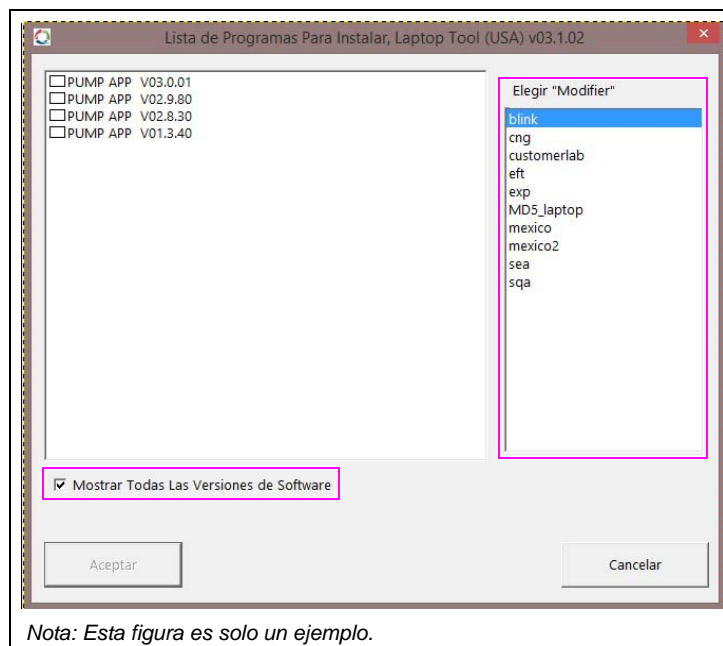 Lista de Programas Para Instalar, Laptop Tool (USA) v03.1.02
PUMP APP V03.0.01
PUMP APP V02.9.80
PUMP APP V02.8.30
PUMP APP V01.3.40
Elegir "Modifier"
blink
cng
customerlab
eft
exp
MD5_laptop
mexico
mexico2
sea
sqa
Mostrar Todas Las Versiones de Software
Aceptar
Cancelar
Nota: Esta figura es solo un ejemplo.